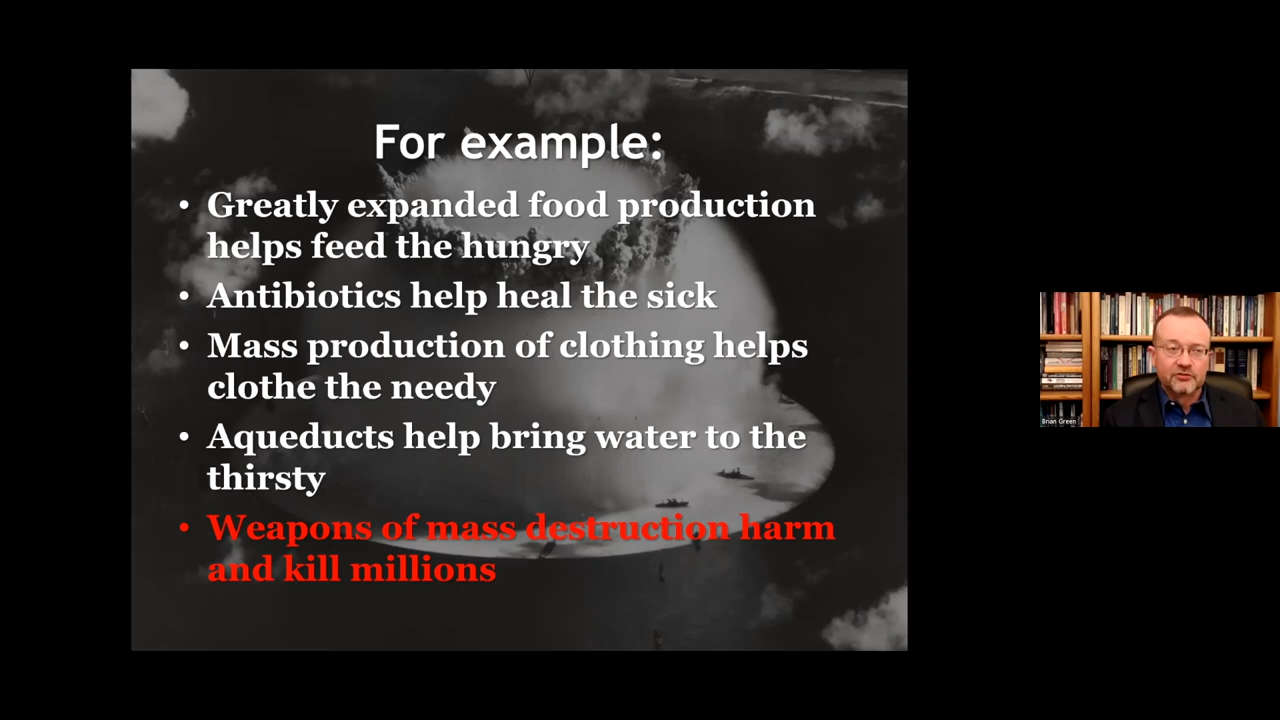 For example:
• Greatly expanded food production
helps feed the hungry
• Antibiotics help heal the sick
• Mass production of clothing helps
clothe the needy
• Aqueducts help bring water to the
thirsty
• Weapons of mass destruction harm
and kill millions
Brian Green